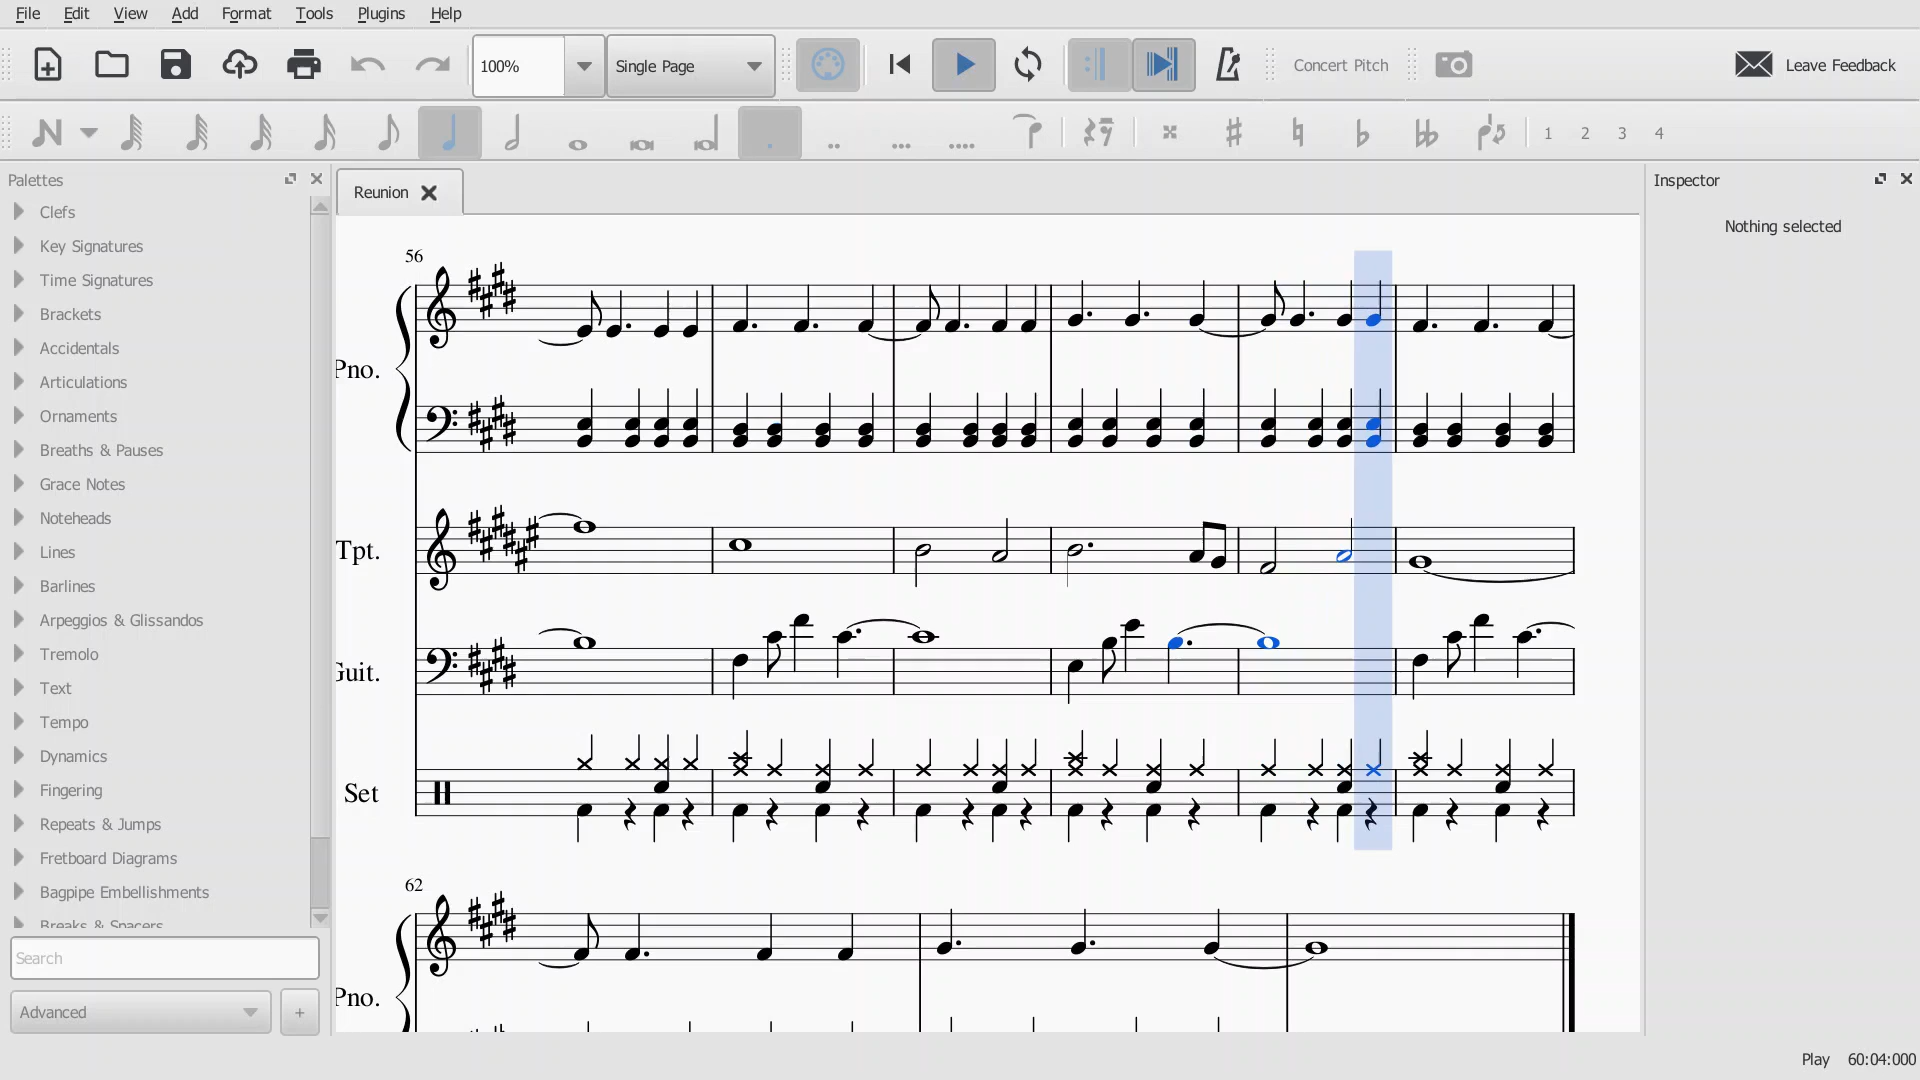 File Edit View Add Format Tools Plugins Help
100% Single Page Concert Pitch Leave Feedback
1 2 3 4
Palettes
Clefs
Key Signatures
Time Signatures
Brackets
Accidentals
Articulations
Ornaments
Breaths & Pauses
Grace Notes
Noteheads
Lines
Barlines
Arpeggios & Glissandos
Tremolo
Text
Tempo
Dynamics
Fingering
Repeats & Jumps
Fretboard Diagrams
Bagpipe Embellishments
Breaks & Spacers
Search
Advanced +
Reunion
56
Pno.
Tpt.
Guit.
Set
62
Pno.
Inspector
Nothing selected
Play 60:04:000